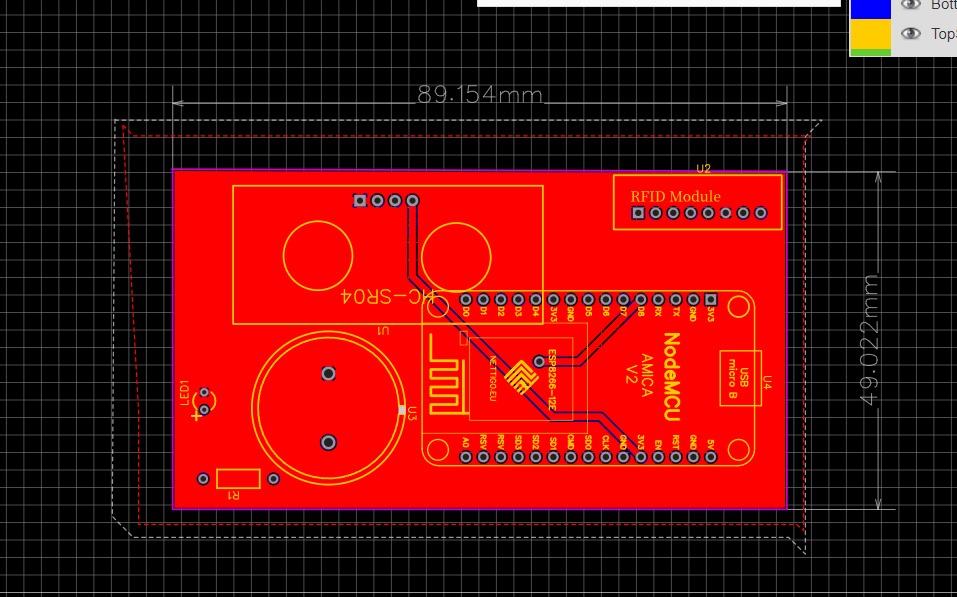 Bott
Top
89.154mm
U2
RFID Module
HC-SR04
U1
D0 D1 D2 D3 D4 3V3 GND D5 D6 D7 D8 RX TX GND 3V3
NETTIGO.EU
ESP8266-12E
AMICA
V2
NodeMCU
USB
micro B
U4
49.022mm
LED1
+
U3
A0 RSV RSV SD3 SD2 SD1 CMD SD0 CLK GND 3V3 EN RST GND 5V
R1